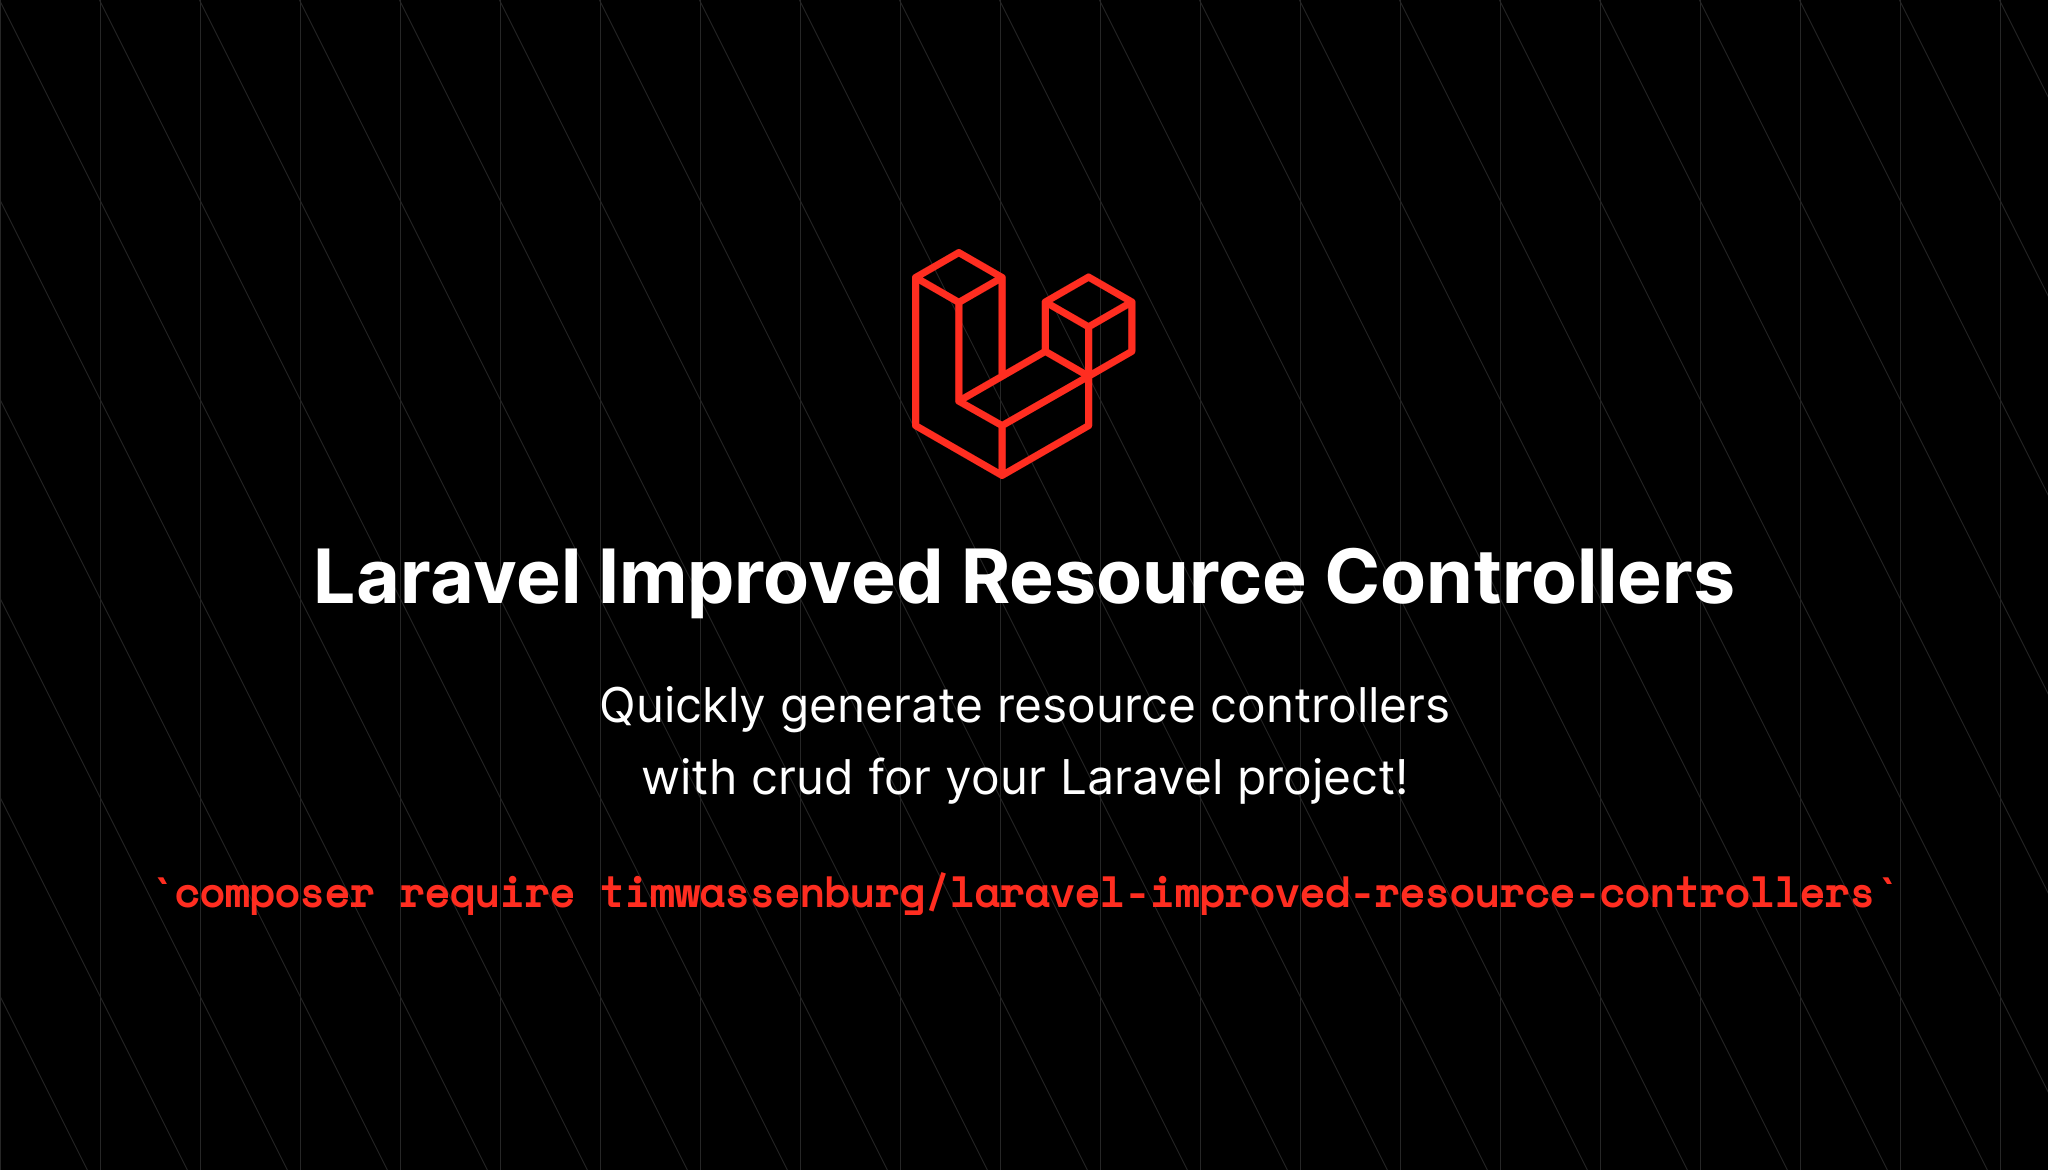 Laravel Improved Resource Controllers
Quickly generate resource controllers
with crud for your Laravel project!
`composer require timwassenburg/laravel-improved-resource-controllers`